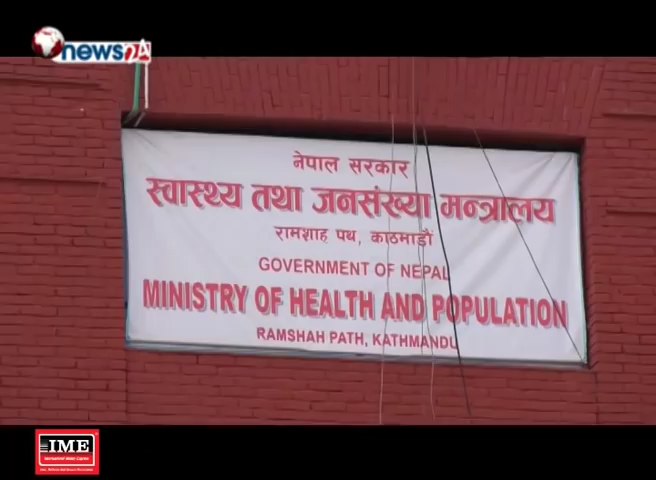 news24
नेपाल सरकार
स्वास्थ्य तथा जनसंख्या मन्त्रालय
रामशाह पथ, काठमाडौं
GOVERNMENT OF NEPAL
MINISTRY OF HEALTH AND POPULATION
RAMSHAH PATH, KATHMANDU
IME